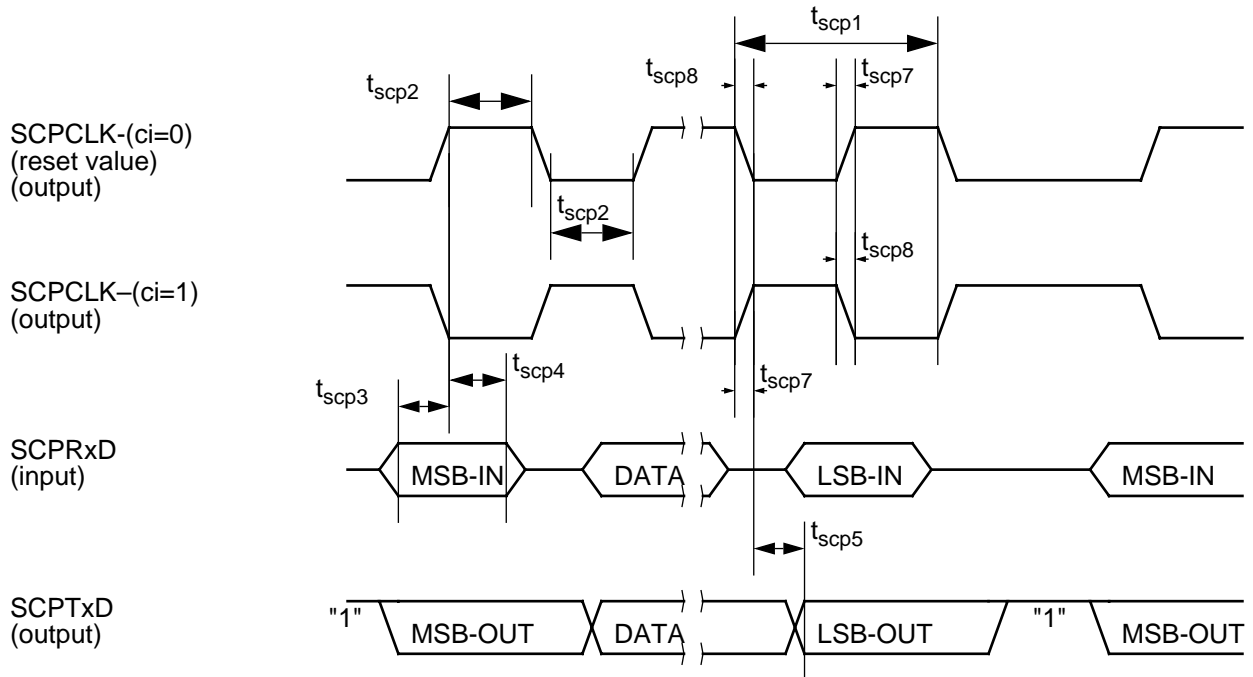 tscp1
tscp8
tscp7
tscp2
SCPCLK-(ci=0)
(reset value)
(output)
tscp2
tscp8
SCPCLK–(ci=1)
(output)
tscp4
tscp7
tscp3
SCPRxD
(input)
MSB-IN
DATA
LSB-IN
MSB-IN
tscp5
SCPTxD
(output)
"1"
MSB-OUT
DATA
LSB-OUT
"1"
MSB-OUT